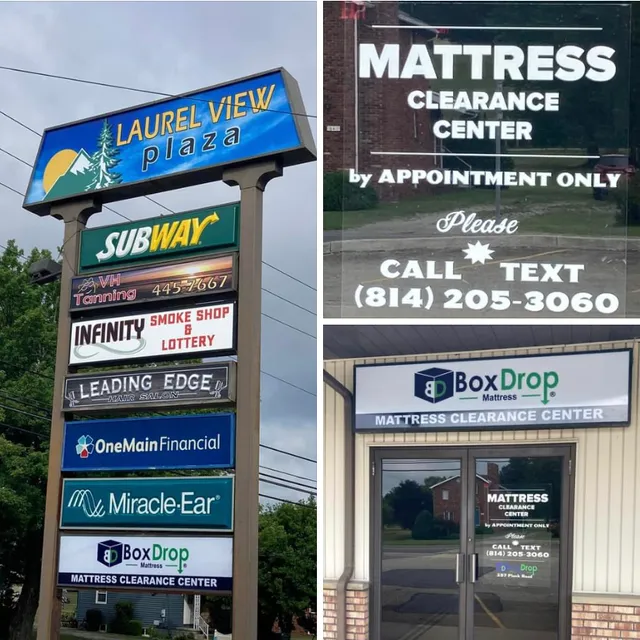 LAUREL VIEW
plaza
SUBWAY
VH
Tanning
445-7667
INFINITY
SMOKE SHOP
&
LOTTERY
LEADING EDGE
HAIR SALON
OneMain Financial
Miracle-Ear®
BD BoxDrop
Mattress
MATTRESS CLEARANCE CENTER
MATTRESS
CLEARANCE
CENTER
by APPOINTMENT ONLY
Please
CALL TEXT
(814) 205-3060
BD BoxDrop®
Mattress
MATTRESS CLEARANCE CENTER
MATTRESS
CLEARANCE
CENTER
by APPOINTMENT ONLY
Please
CALL TEXT
(814) 205 3060
BoxDrop